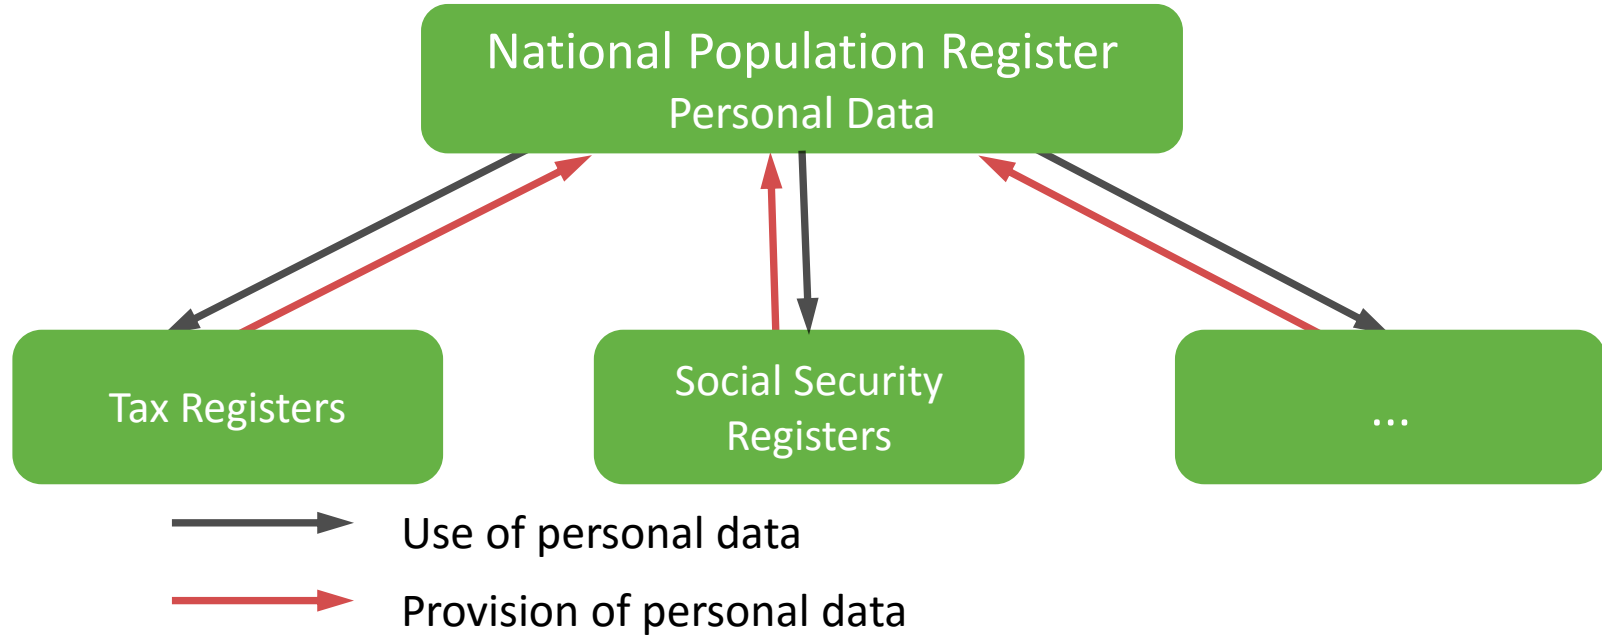 National Population Register
Personal Data
Tax Registers
Social Security
Registers
...
Use of personal data
Provision of personal data